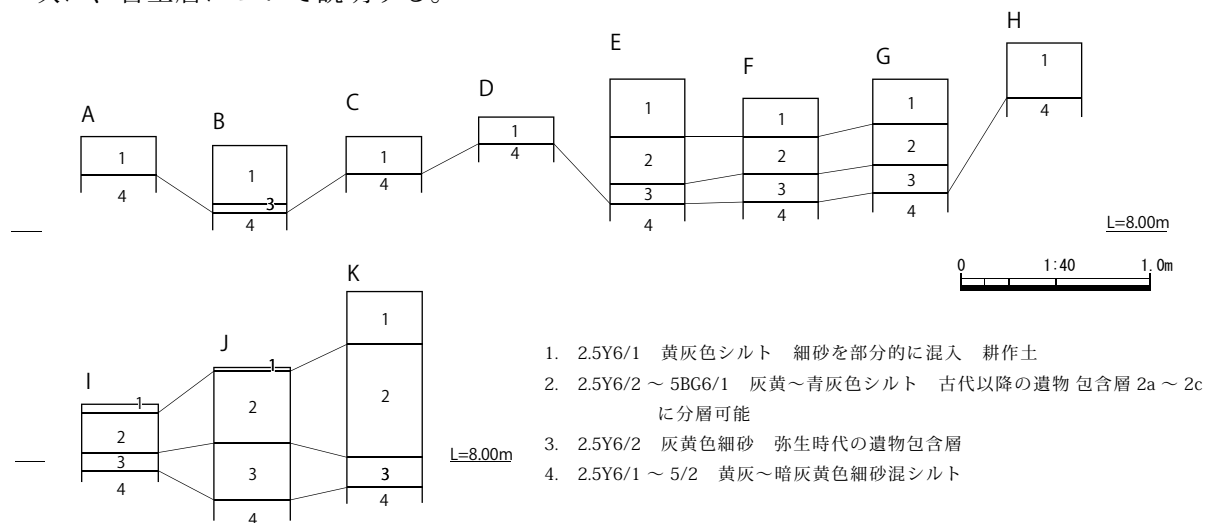 H
E
G
F
D
C
A
B
1
1
1
1
1
1
1
1
2
2
2
3
3
3
3
4
4
4
4
4
4
4
4
L=8.00m
0 1:40 1.0m
K
J
I
1
1
1
2
2
2
3
3
3
4
4
4
L=8.00m
1. 2.5Y6/1 黄灰色シルト 細砂を部分的に混入 耕作土
2. 2.5Y6/2 ～ 5BG6/1 灰黄～青灰色シルト 古代以降の遺物 包含層 2a ～ 2c
に分層可能
3. 2.5Y6/2 灰黄色細砂 弥生時代の遺物包含層
4. 2.5Y6/1 ～ 5/2 黄灰～暗灰黄色細砂混シルト